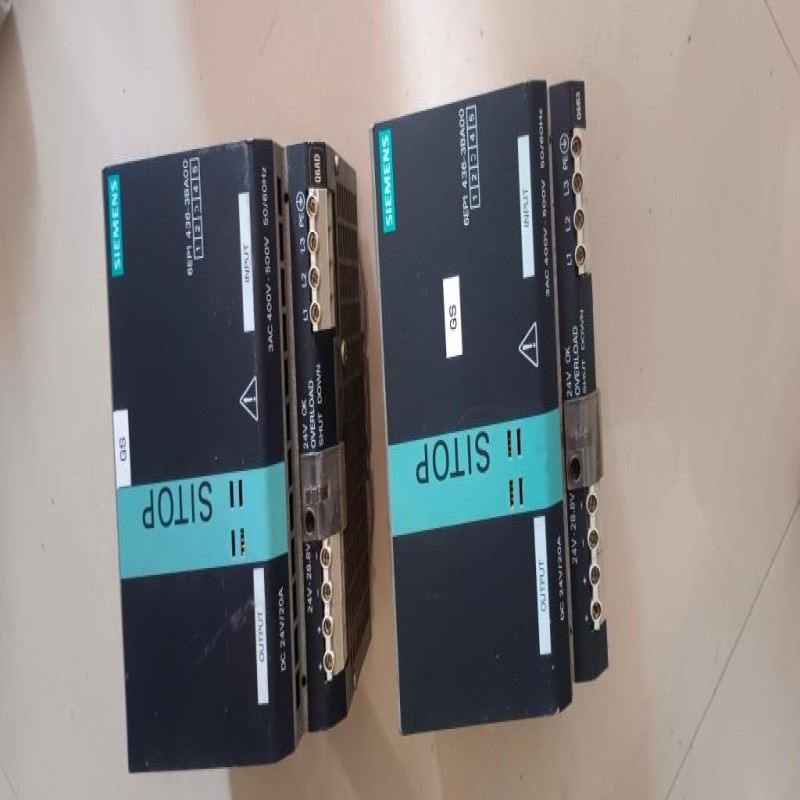 SIEMENS
6EP1 436-3BA00
1 2 3 4 5
INPUT
3AC 400V - 500V 50/60Hz
GS
SITOP
OUTPUT
DC 24V/20A
06AD
L1 L2 L3 PE
24V OK
OVERLOAD
SHUT DOWN
24V-28.8V
+ + - -
SIEMENS
6EP1 436-3BA00
1 2 3 4 5
INPUT
3AC 400V - 500V 50/60Hz
GS
SITOP
OUTPUT
DC 24V/20A
06B3
L1 L2 L3 PE
24V OK
OVERLOAD
SHUT DOWN
24V-28.8V
+ + - -